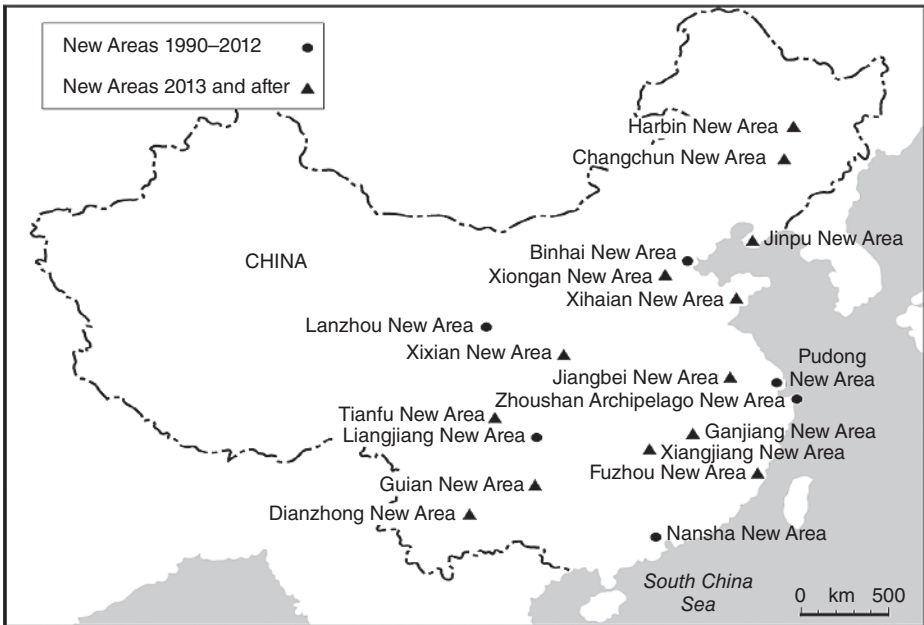 New Areas 1990–2012
New Areas 2013 and after
Harbin New Area
Changchun New Area
Jinpu New Area
Binhai New Area
CHINA
Xiongan New Area
Xihaian New Area
Lanzhou New Area
Xixian New Area
Pudong
New Area
Jiangbei New Area
Zhoushan Archipelago New Area
Tianfu New Area
Liangjiang New Area
Ganjiang New Area
Xiangjiang New Area
Fuzhou New Area
Guian New Area
Dianzhong New Area
Nansha New Area
South China
Sea
0 km 500